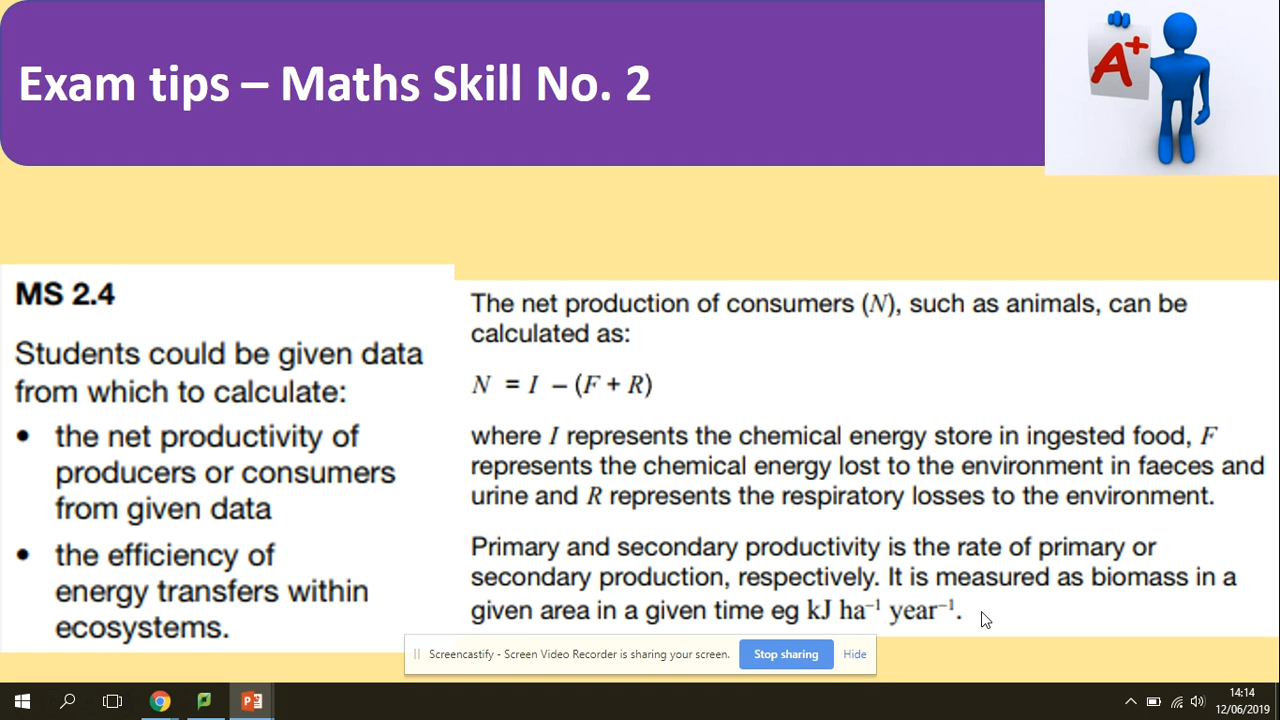 Exam tips – Maths Skill No. 2
A+
MS 2.4
Students could be given data
from which to calculate:
• the net productivity of
producers or consumers
from given data
• the efficiency of
energy transfers within
ecosystems.
The net production of consumers (N), such as animals, can be
calculated as:
N = I – (F + R)
where I represents the chemical energy store in ingested food, F
represents the chemical energy lost to the environment in faeces and
urine and R represents the respiratory losses to the environment.
Primary and secondary productivity is the rate of primary or
secondary production, respectively. It is measured as biomass in a
given area in a given time eg kJ ha⁻¹ year⁻¹.
Screencastify - Screen Video Recorder is sharing your screen. Stop sharing Hide
14:14
12/06/2019